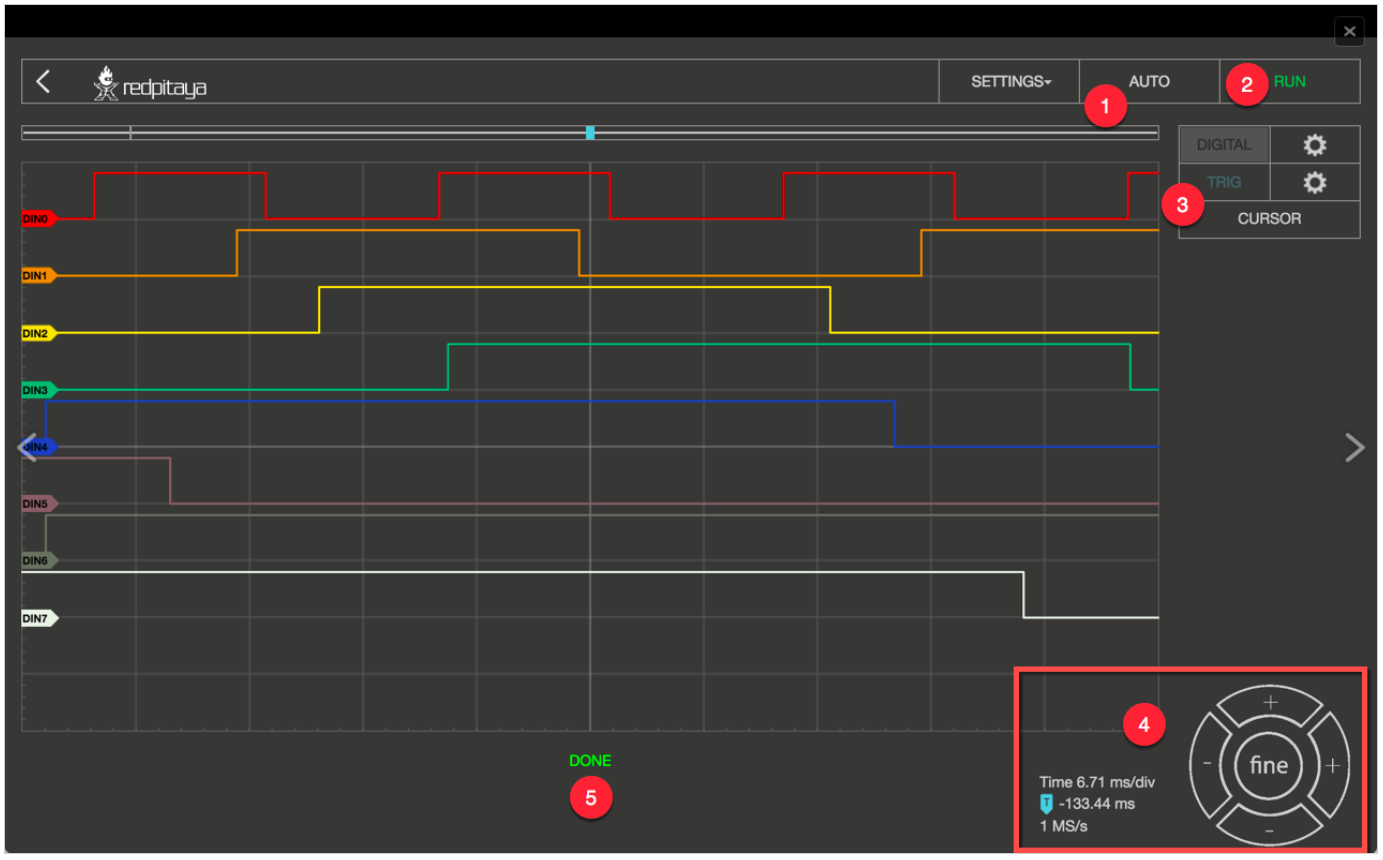 redpitaya
SETTINGS
AUTO
RUN
1
2
DIGITAL
TRIG
3
CURSOR
DIN0
DIN1
DIN2
DIN3
DIN4
DIN5
DIN6
DIN7
DONE
5
4
Time 6.71 ms/div
T -133.44 ms
1 MS/s
+
- fine +
-